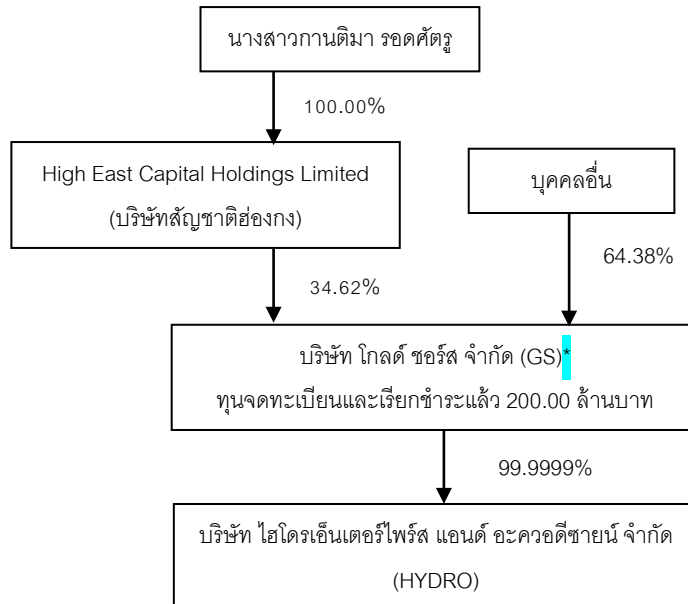 นางสาวกานติมา รอดศัตรู
100.00%
High East Capital Holdings Limited
(บริษัทสัญชาติฮ่องกง)
บุคคลอื่น
34.62%
64.38%
บริษัท โกลด์ ชอร์ส จำกัด (GS)*
ทุนจดทะเบียนและเรียกชำระแล้ว 200.00 ล้านบาท
99.9999%
บริษัท ไฮโดรเอ็นเตอร์ไพร์ส แอนด์ อะควอดีซายน์ จำกัด
(HYDRO)